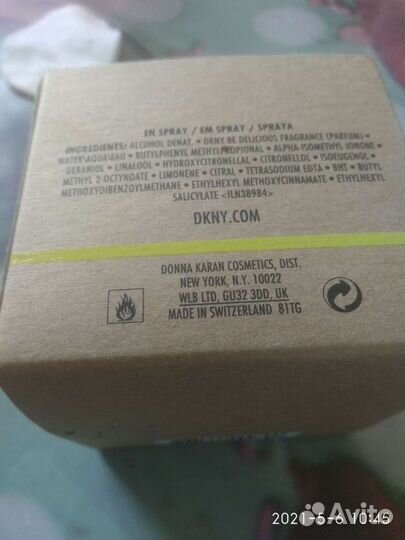 EN SPRAY / EM SPRAY / SPRAYA
INGREDIENTS: ALCOHOL DENAT. • DKNY BE DELICIOUS FRAGRANCE (PARFUM) •
WATER\AQUA\EAU • BUTYLPHENYL METHYLPROPIONAL • ALPHA-ISOMETHYL IONONE •
GERANIOL • LINALOOL • HYDROXYCITRONELLAL • CITRONELLOL • ISOEUGENOL •
METHYL 2-OCTYNOATE • LIMONENE • CITRAL • TETRASODIUM EDTA • BHT • BUTYL
METHOXYDIBENZOYLMETHANE • ETHYLHEXYL METHOXYCINNAMATE • ETHYLHEXYL
SALICYLATE <ILN38984>
DKNY.COM
DONNA KARAN COSMETICS, DIST.
NEW YORK, N.Y. 10022
WLB LTD, GU32 3DD, UK
MADE IN SWITZERLAND 81TG
2021-5-6 10:45
Avito